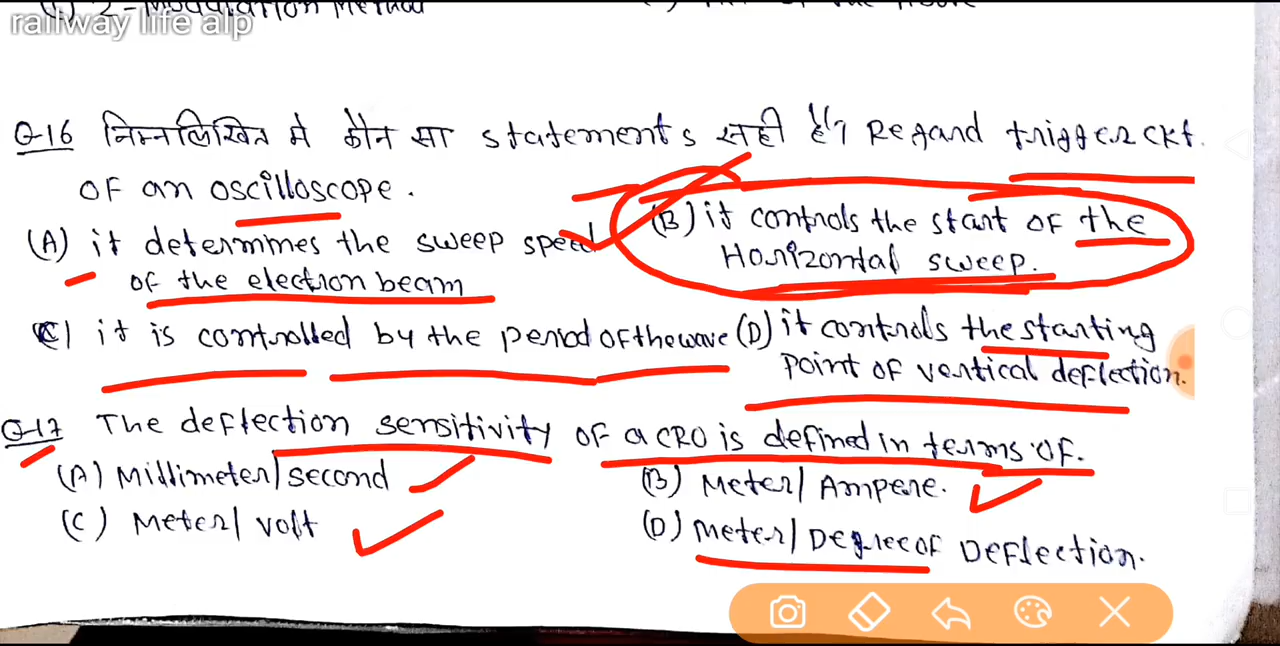 railway life alp
Q-16 निम्नलिखित मे कौन सा statements सही है? Regard trigger ckt.
OF an oscilloscope.
(A) it determines the sweep speed
of the electron beam
(B) it controls the start of the
Horizontal sweep.
(C) it is controlled by the period of the wave
(D) it controls the starting
point of vertical deflection.
Q-17 The deflection sensitivity of a CRO is defined in terms of.
(A) Millimeter/second
(B) Meter/Ampere.
(C) Meter/volt
(D) Meter/Degree of Deflection.